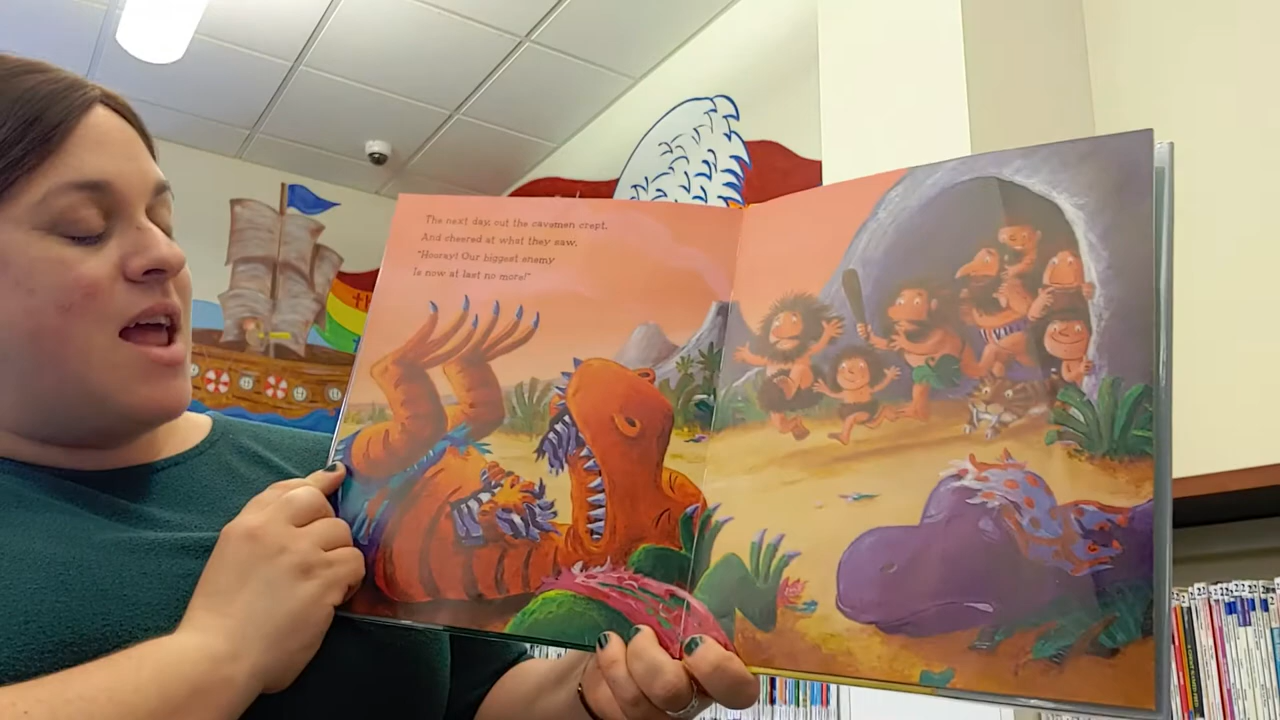 The next day, out the cavemen crept,
And cheered at what they saw,
"Hooray! Our biggest enemy
Is now at last no more!"